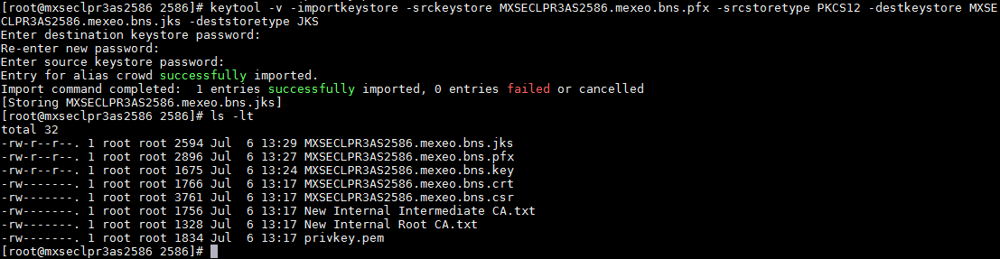 [root@mxseclpr3as2586 2586]# keytool -v -importkeystore -srckeystore MXSECLPR3AS2586.mexeo.bns.pfx -srcstoretype PKCS12 -destkeystore MXSE
CLPR3AS2586.mexeo.bns.jks -deststoretype JKS
Enter destination keystore password:
Re-enter new password:
Enter source keystore password:
Entry for alias crowd successfully imported.
Import command completed:  1 entries successfully imported, 0 entries failed or cancelled
[Storing MXSECLPR3AS2586.mexeo.bns.jks]
[root@mxseclpr3as2586 2586]# ls -lt
total 32
-rw-r--r--. 1 root root 2594 Jul  6 13:29 MXSECLPR3AS2586.mexeo.bns.jks
-rw-r--r--. 1 root root 2896 Jul  6 13:27 MXSECLPR3AS2586.mexeo.bns.pfx
-rw-r--r--. 1 root root 1675 Jul  6 13:24 MXSECLPR3AS2586.mexeo.bns.key
-rw-------. 1 root root 1766 Jul  6 13:17 MXSECLPR3AS2586.mexeo.bns.crt
-rw-------. 1 root root 3761 Jul  6 13:17 MXSECLPR3AS2586.mexeo.bns.csr
-rw-------. 1 root root 1756 Jul  6 13:17 New Internal Intermediate CA.txt
-rw-------. 1 root root 1328 Jul  6 13:17 New Internal Root CA.txt
-rw-------. 1 root root 1834 Jul  6 13:17 privkey.pem
[root@mxseclpr3as2586 2586]#